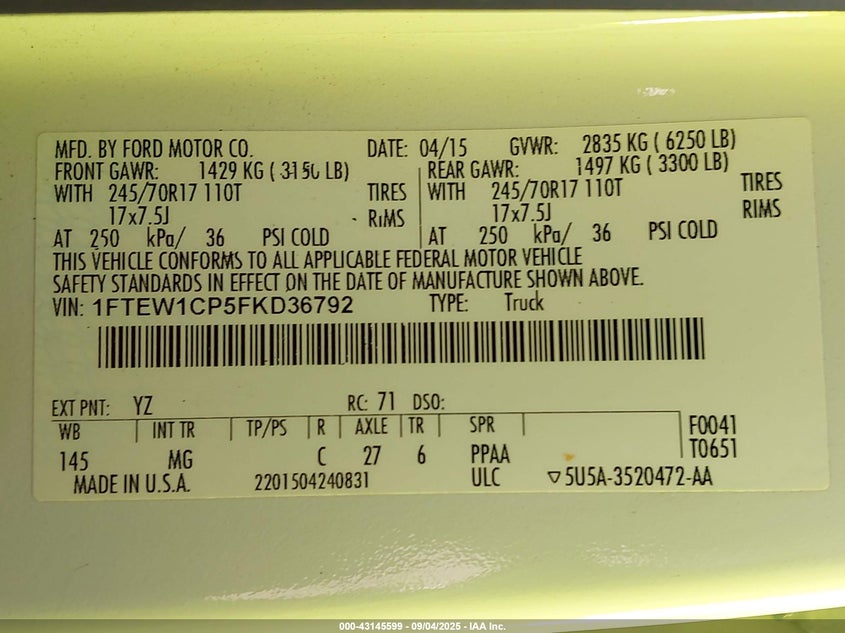 MFD. BY FORD MOTOR CO. DATE: 04/15 GVWR: 2835 KG ( 6250 LB)
FRONT GAWR: 1429 KG ( 3150 LB) REAR GAWR: 1497 KG ( 3300 LB)
WITH 245/70R17 110T TIRES WITH 245/70R17 110T TIRES
17x7.5J RIMS 17x7.5J RIMS
AT 250 kPa/ 36 PSI COLD AT 250 kPa/ 36 PSI COLD
THIS VEHICLE CONFORMS TO ALL APPLICABLE FEDERAL MOTOR VEHICLE
SAFETY STANDARDS IN EFFECT ON THE DATE OF MANUFACTURE SHOWN ABOVE.
VIN: 1FTEW1CP5FKD36792 TYPE: Truck
EXT PNT: YZ RC: 71 DSO:
WB INT TR TP/PS R AXLE TR SPR F0041
145 MG C 27 6 PPAA T0651
MADE IN U.S.A. 2201504240831 ULC ▽5U5A-3520472-AA
000-43145599 - 09/04/2025 - IAA Inc.